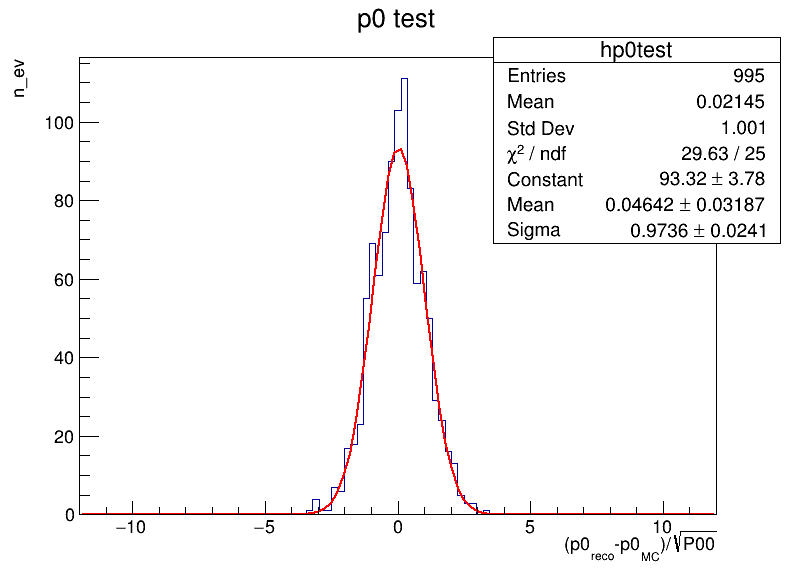 p0 test
hp0test
Entries 995
Mean 0.02145
Std Dev 1.001
χ² / ndf 29.63 / 25
Constant 93.32 ± 3.78
Mean 0.04642 ± 0.03187
Sigma 0.9736 ± 0.0241
n_ev
100
80
60
40
20
0
−10 −5 0 5 10
(p0reco-p0MC)/√P00